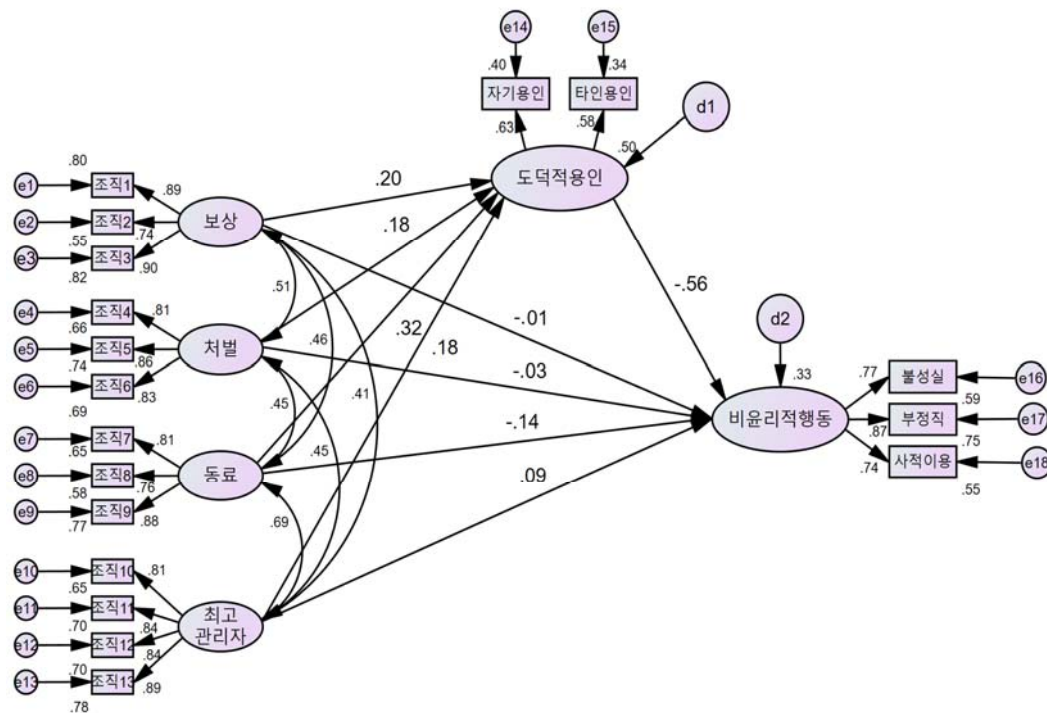 e14
e15
.40
.34
자기용인
타인용인
d1
.63
.58
.50
도덕적용인
.80
e1
조직1
.89
.20
e2
조직2
보상
.18
.55
.74
e3
조직3
.90
.82
-.56
.51
e4
조직4
.81
-.01
d2
.66
.32
.46
.18
e5
조직5
처벌
.74
.86
-.03
.33
.77
불성실
e16
e6
조직6
.83
.45
.41
.59
.69
-.14
비윤리적행동
.87
부정직
e17
e7
조직7
.81
.75
.65
.45
.74
사적이용
e18
e8
조직8
동료
.09
.55
.58
.76
e9
조직9
.88
.69
.77
e10
조직10
.81
.65
e11
조직11
최고
관리자
.70
.84
e12
조직12
.84
.70
e13
조직13
.89
.78